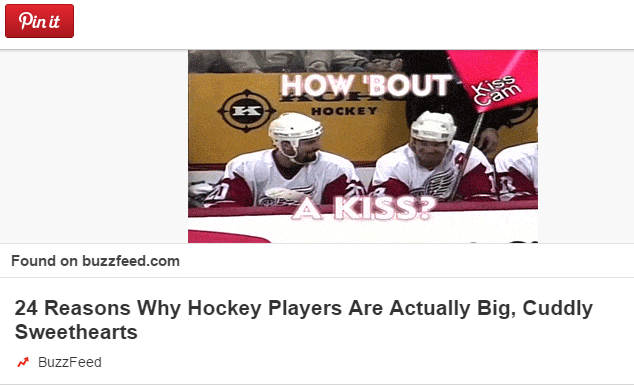 Pin it
HOW 'BOUT
Kiss
Cam
HOCKEY
A KISS?
Found on buzzfeed.com
24 Reasons Why Hockey Players Are Actually Big, Cuddly
Sweethearts
BuzzFeed